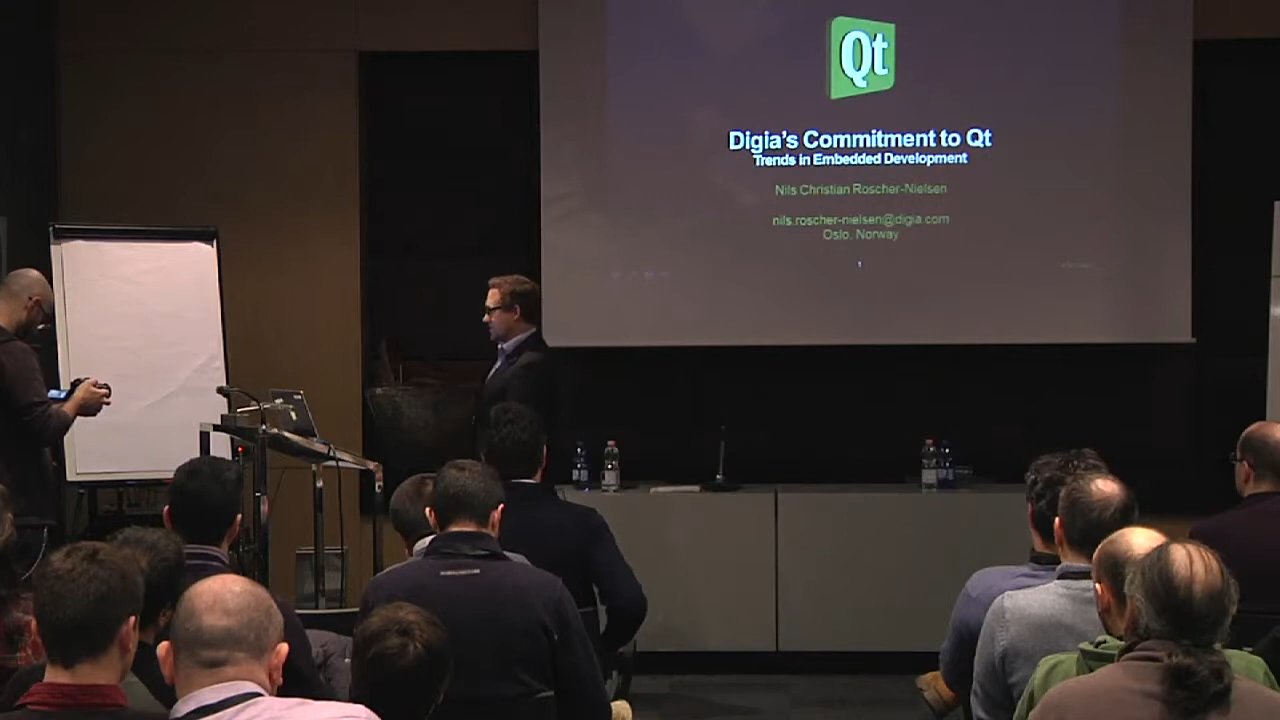 Qt
Digia's Commitment to Qt
Trends in Embedded Development
Nils Christian Roscher-Nielsen
nils.roscher-nielsen@digia.com
Oslo, Norway
1